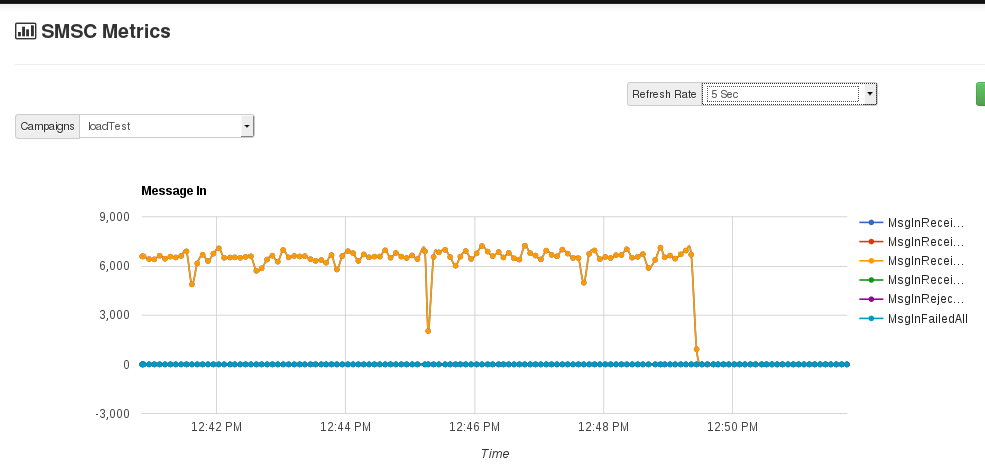 SMSC Metrics
Refresh Rate 5 Sec
Campaigns loadTest
Message In
9,000
6,000
3,000
0
-3,000
12:42 PM 12:44 PM 12:46 PM 12:48 PM 12:50 PM
Time
MsgInRecei...
MsgInRecei...
MsgInRecei...
MsgInRecei...
MsgInRejec...
MsgInFailedAll